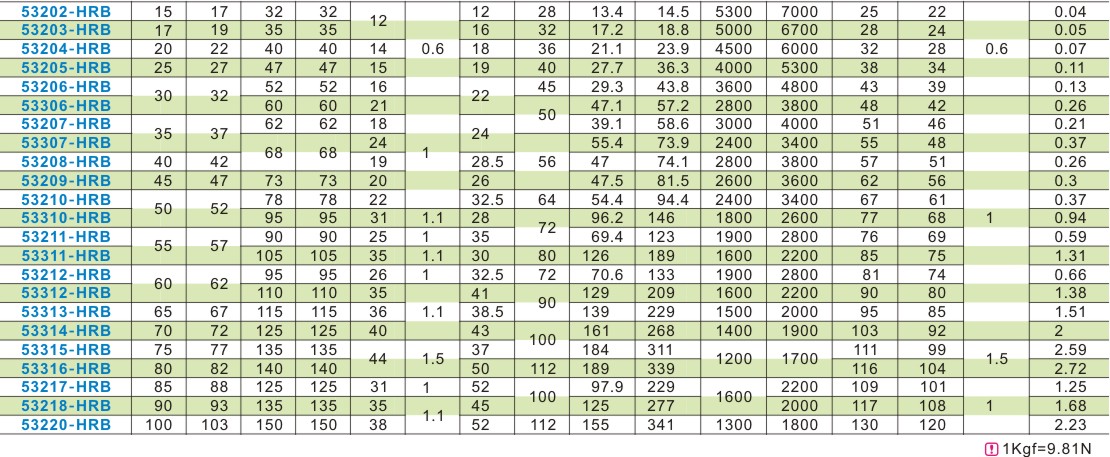 53202-HRB 15 17 32 32 12 12 28 13.4 14.5 5300 7000 25 22 0.04
53203-HRB 17 19 35 35 16 32 17.2 18.8 5000 6700 28 24 0.05
53204-HRB 20 22 40 40 14 0.6 18 36 21.1 23.9 4500 6000 32 28 0.6 0.07
53205-HRB 25 27 47 47 15 19 40 27.7 36.3 4000 5300 38 34 0.11
53206-HRB 30 32 52 52 16 22 45 29.3 43.8 3600 4800 43 39 0.13
53306-HRB 60 60 21 50 47.1 57.2 2800 3800 48 42 0.26
53207-HRB 35 37 62 62 18 24 39.1 58.6 3000 4000 51 46 0.21
53307-HRB 68 68 24 1 55.4 73.9 2400 3400 55 48 0.37
53208-HRB 40 42 19 28.5 56 47 74.1 2800 3800 57 51 0.26
53209-HRB 45 47 73 73 20 26 47.5 81.5 2600 3600 62 56 0.3
53210-HRB 50 52 78 78 22 32.5 64 54.4 94.4 2400 3400 67 61 0.37
53310-HRB 95 95 31 1.1 28 72 96.2 146 1800 2600 77 68 1 0.94
53211-HRB 55 57 90 90 25 1 35 69.4 123 1900 2800 76 69 0.59
53311-HRB 105 105 35 1.1 30 80 126 189 1600 2200 85 75 1.31
53212-HRB 60 62 95 95 26 1 32.5 72 70.6 133 1900 2800 81 74 0.66
53312-HRB 110 110 35 41 90 129 209 1600 2200 90 80 1.38
53313-HRB 65 67 115 115 36 1.1 38.5 139 229 1500 2000 95 85 1.51
53314-HRB 70 72 125 125 40 43 100 161 268 1400 1900 103 92 2
53315-HRB 75 77 135 135 44 1.5 37 184 311 1200 1700 111 99 1.5 2.59
53316-HRB 80 82 140 140 50 112 189 339 116 104 2.72
53217-HRB 85 88 125 125 31 1 52 100 97.9 229 1600 2200 109 101 1.25
53218-HRB 90 93 135 135 35 1.1 45 125 277 2000 117 108 1 1.68
53220-HRB 100 103 150 150 38 52 112 155 341 1300 1800 130 120 2.23
! 1Kgf=9.81N